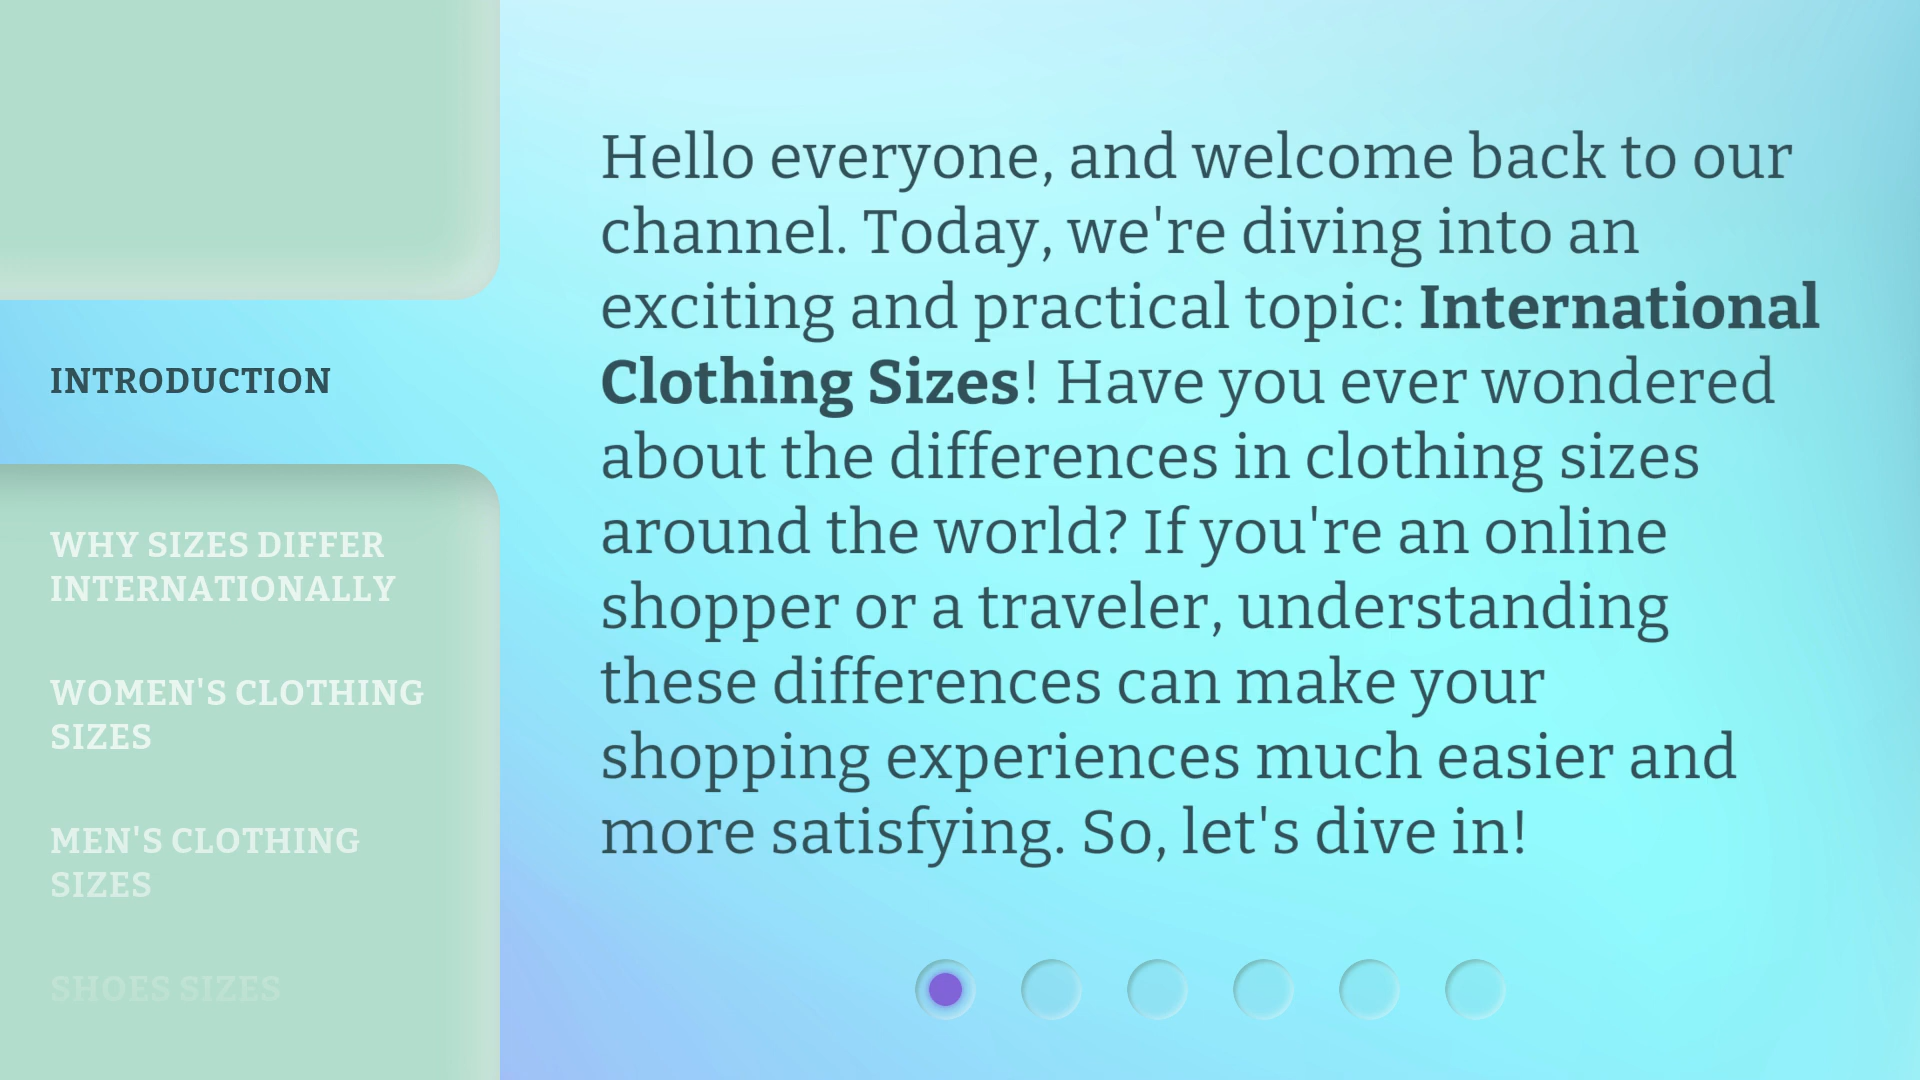 INTRODUCTION
WHY SIZES DIFFER
INTERNATIONALLY
WOMEN'S CLOTHING
SIZES
MEN'S CLOTHING
SIZES
SHOES SIZES
Hello everyone, and welcome back to our
channel. Today, we're diving into an
exciting and practical topic: International
Clothing Sizes! Have you ever wondered
about the differences in clothing sizes
around the world? If you're an online
shopper or a traveler, understanding
these differences can make your
shopping experiences much easier and
more satisfying. So, let's dive in!